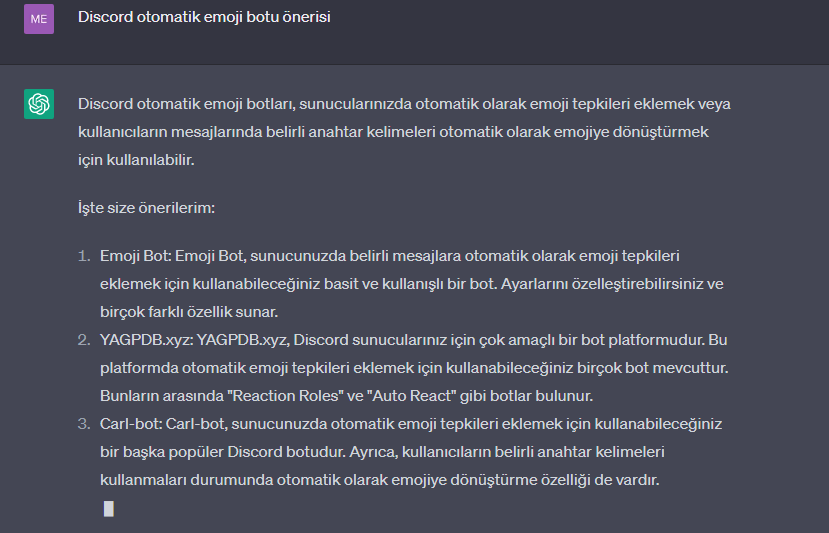 ME
Discord otomatik emoji botu önerisi
Discord otomatik emoji botları, sunucularınızda otomatik olarak emoji tepkileri eklemek veya
kullanıcıların mesajlarında belirli anahtar kelimeleri otomatik olarak emojiye dönüştürmek
için kullanılabilir.
İşte size önerilerim:
1. Emoji Bot: Emoji Bot, sunucunuzda belirli mesajlara otomatik olarak emoji tepkileri
eklemek için kullanabileceğiniz basit ve kullanışlı bir bot. Ayarlarını özelleştirebilirsiniz ve
birçok farklı özellik sunar.
2. YAGPDB.xyz: YAGPDB.xyz, Discord sunucularınız için çok amaçlı bir bot platformudur. Bu
platformda otomatik emoji tepkileri eklemek için kullanabileceğiniz birçok bot mevcuttur.
Bunların arasında "Reaction Roles" ve "Auto React" gibi botlar bulunur.
3. Carl-bot: Carl-bot, sunucunuzda otomatik emoji tepkileri eklemek için kullanabileceğiniz
bir başka popüler Discord botudur. Ayrıca, kullanıcıların belirli anahtar kelimeleri
kullanmaları durumunda otomatik olarak emojiye dönüştürme özelliği de vardır.